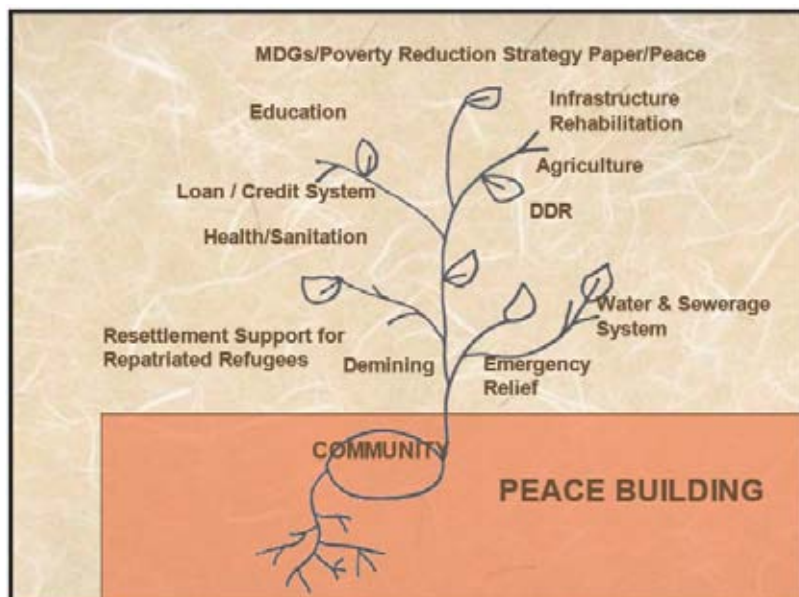 MDGs/Poverty Reduction Strategy Paper/Peace
Education
Infrastructure
Rehabilitation
Agriculture
Loan / Credit System
DDR
Health/Sanitation
Water & Sewerage
System
Resettlement Support for
Repatriated Refugees
Demining
Emergency
Relief
COMMUNITY
PEACE BUILDING